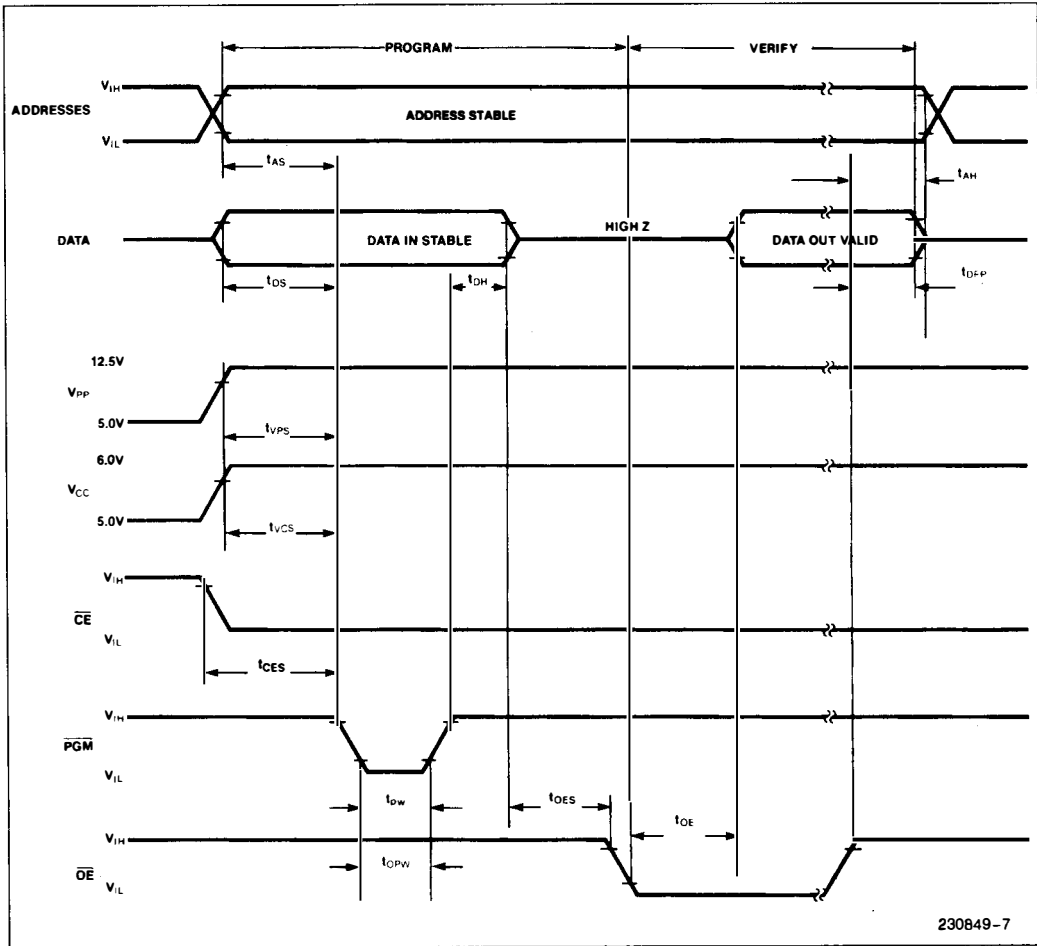 PROGRAM VERIFY
VIH
ADDRESSES ADDRESS STABLE
VIL
tAS
tAH
HIGH Z
DATA DATA IN STABLE DATA OUT VALID
tDS tDH tDFP
12.5V
VPP
5.0V
tVPS
6.0V
VCC
5.0V
tVCS
VIH
CE
VIL
tCES
VIH
PGM
VIL
tPW tOES
tOE
VIH
tOPW
OE
VIL
230849-7